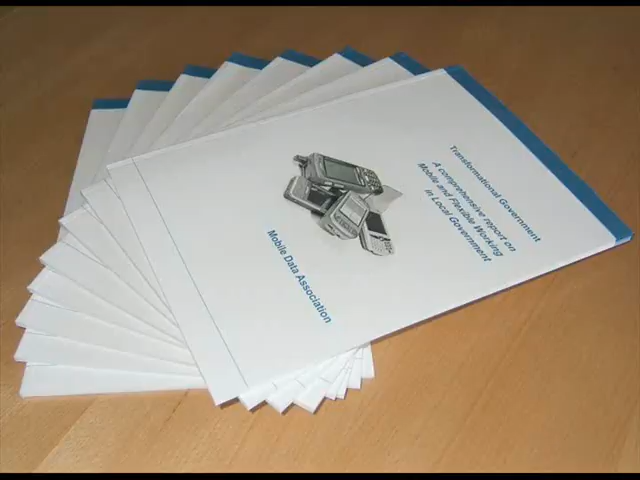 Transformational Government
A comprehensive report on
Mobile and Flexible Working
in Local Government
Mobile Data Association